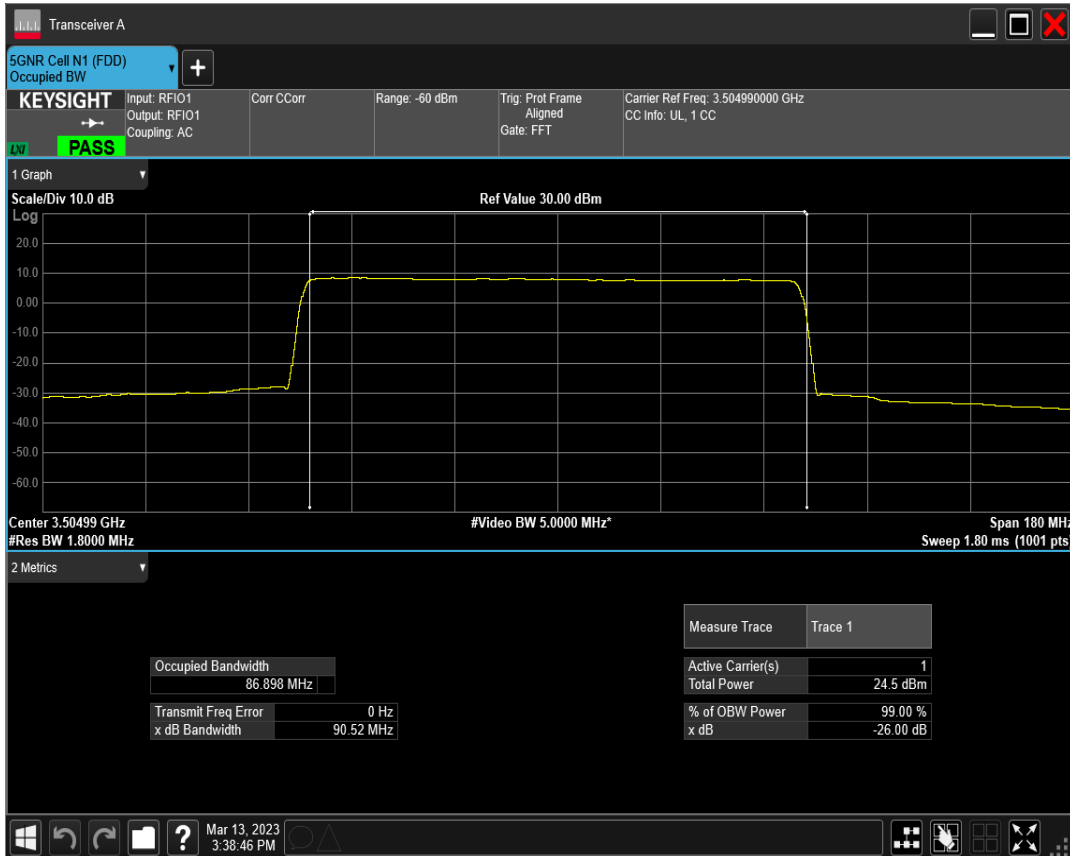 Transceiver A
5GNR Cell N1 (FDD)
Occupied BW
+
KEYSIGHT
LXI
PASS
Input: RFIO1
Output: RFIO1
Coupling: AC
Corr CCorr
Range: -60 dBm
Trig: Prot Frame
Aligned
Gate: FFT
Carrier Ref Freq: 3.504990000 GHz
CC Info: UL, 1 CC
1 Graph
Scale/Div 10.0 dB
Ref Value 30.00 dBm
Log
20.0
10.0
0.00
-10.0
-20.0
-30.0
-40.0
-50.0
-60.0
Center 3.50499 GHz
#Video BW 5.0000 MHz*
Span 180 MHz
#Res BW 1.8000 MHz
Sweep 1.80 ms (1001 pts)
2 Metrics
Measure Trace Trace 1
Occupied Bandwidth
86.898 MHz
Active Carrier(s) 1
Total Power 24.5 dBm
Transmit Freq Error 0 Hz
x dB Bandwidth 90.52 MHz
% of OBW Power 99.00 %
x dB -26.00 dB
?
Mar 13, 2023
3:38:46 PM